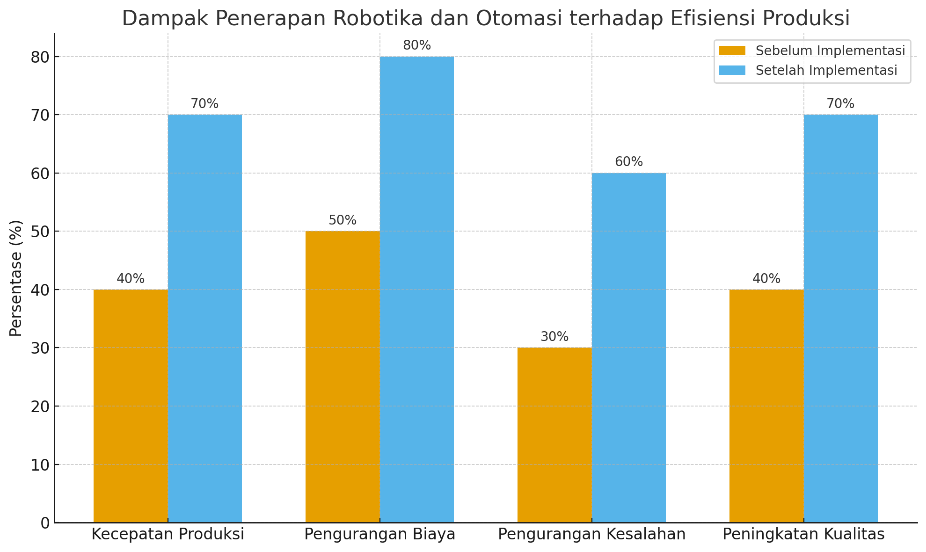 Dampak Penerapan Robotika dan Otomasi terhadap Efisiensi Produksi
Sebelum Implementasi
Setelah Implementasi
Persentase (%)
80
70
60
50
40
30
20
10
0
40%
70%
50%
80%
30%
60%
40%
70%
Kecepatan Produksi
Pengurangan Biaya
Pengurangan Kesalahan
Peningkatan Kualitas